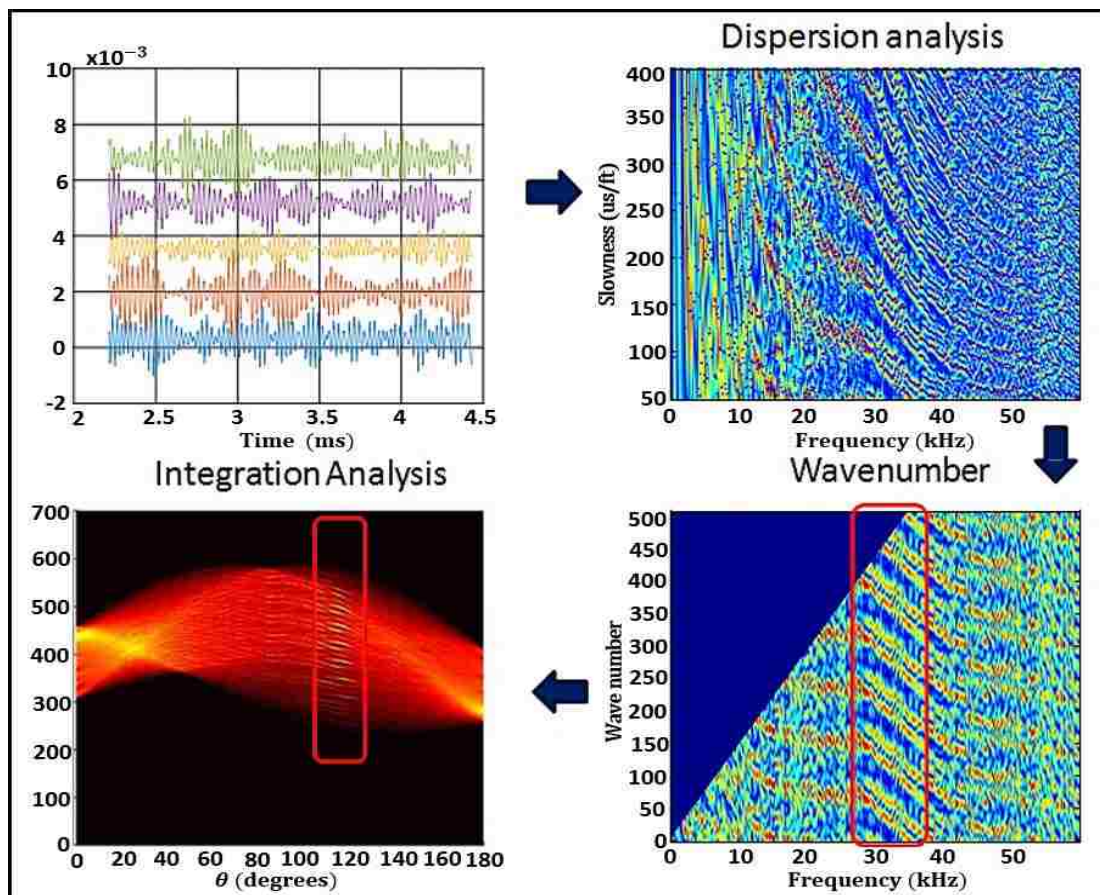 x10⁻³
10
8
6
4
2
0
-2
2 2.5 3 3.5 4 4.5
Time (ms)
Dispersion analysis
400
350
300
250
200
150
100
50
Slowness (us/ft)
0 10 20 30 40 50
Frequency (kHz)
Wavenumber
500
450
400
350
300
250
200
150
100
50
0
Wave number
0 10 20 30 40 50
Frequency (kHz)
Integration Analysis
700
600
500
400
300
200
100
0
0 20 40 60 80 100 120 140 160 180
θ (degrees)